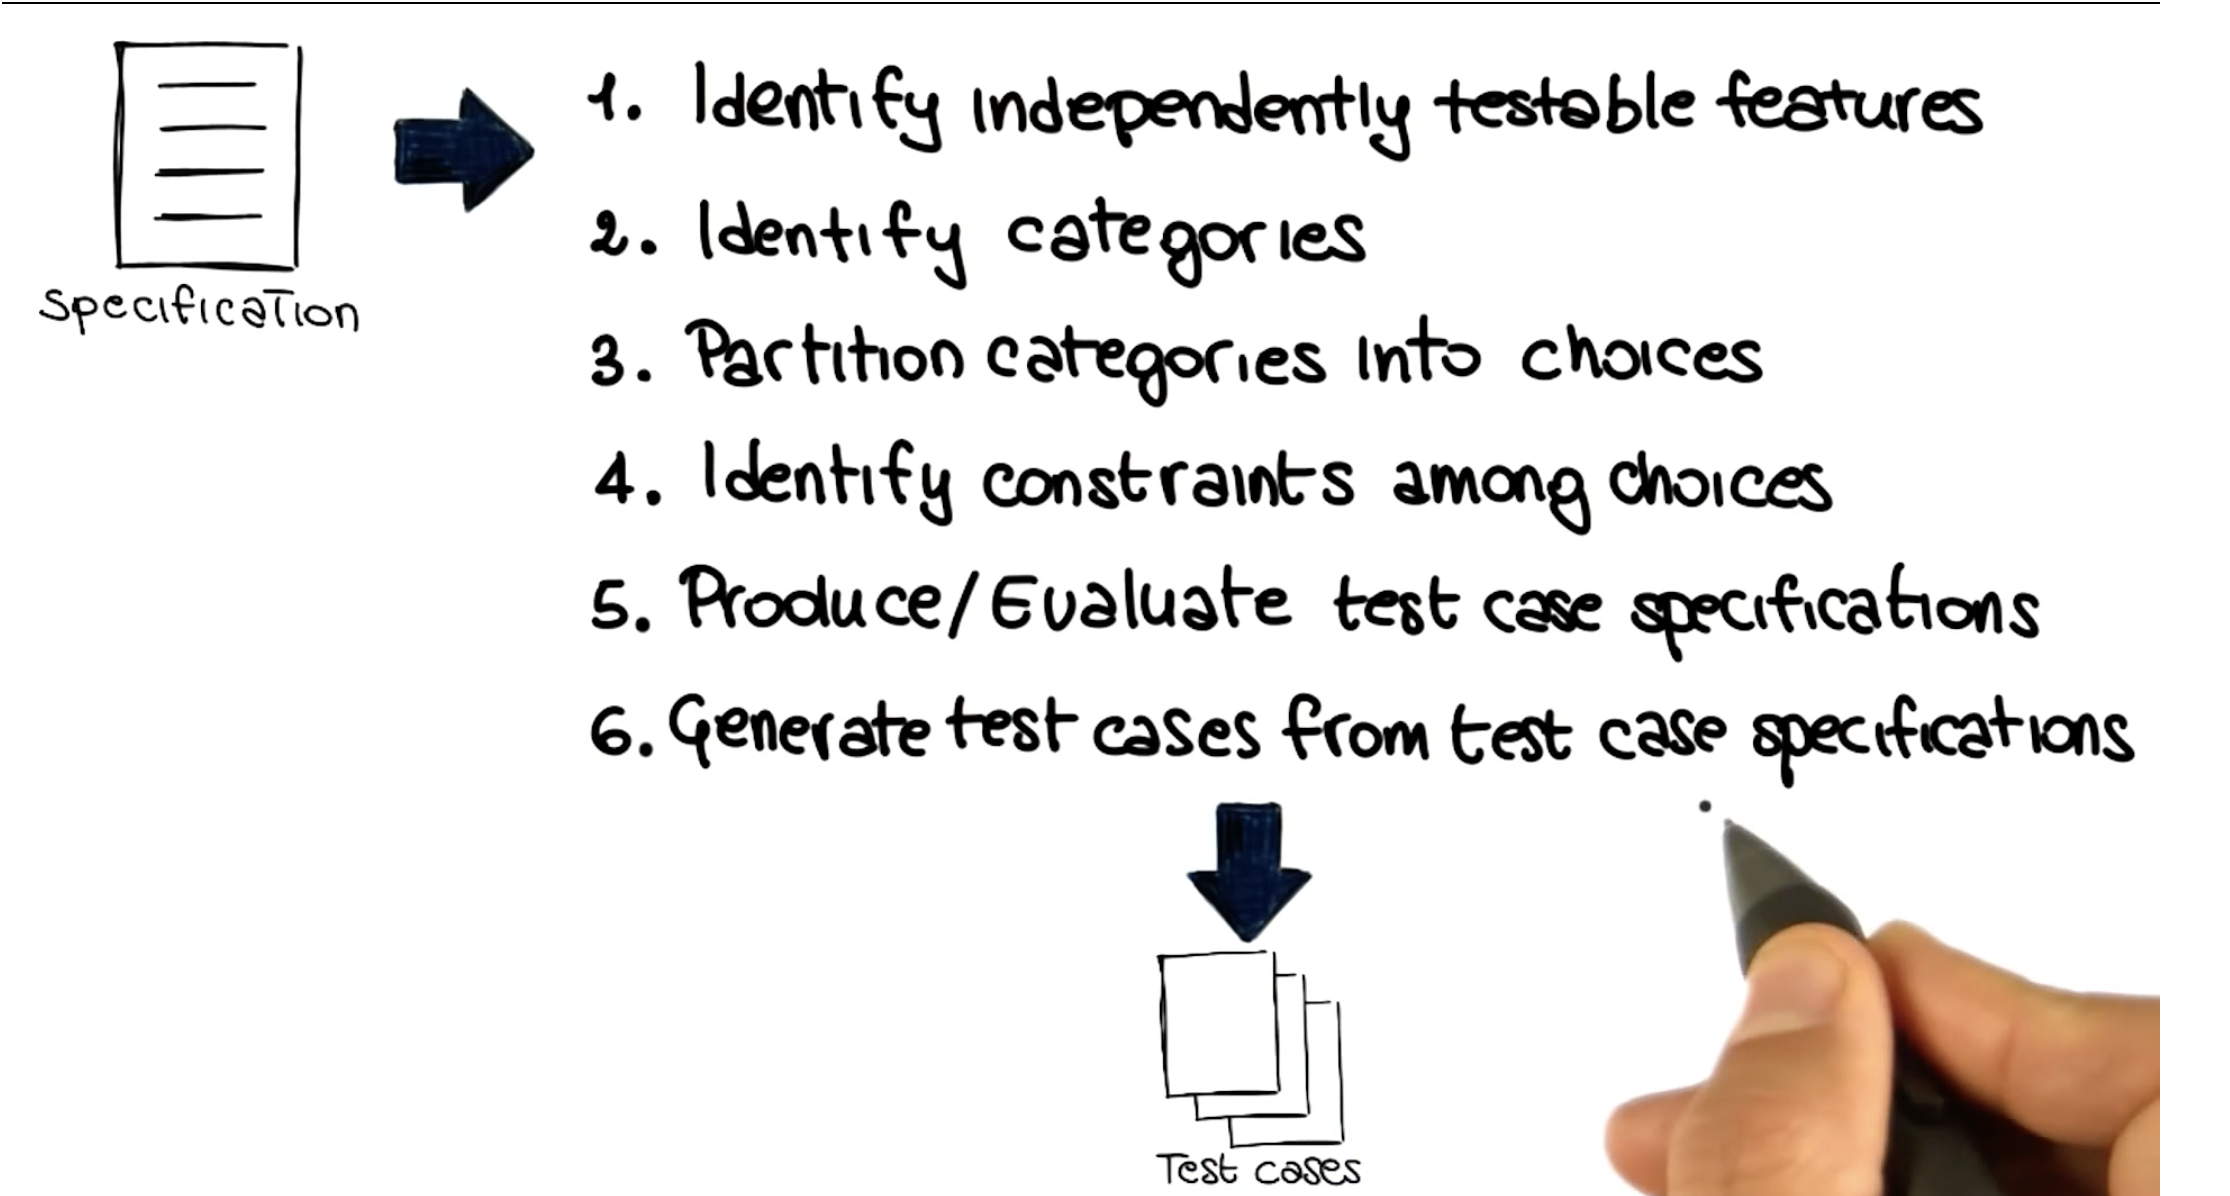 1. Identify independently testable features
2. Identify categories
3. Partition categories into choices
4. Identify constraints among choices
5. Produce/Evaluate test case specifications
6. Generate test cases from test case specifications
Specification
Test cases